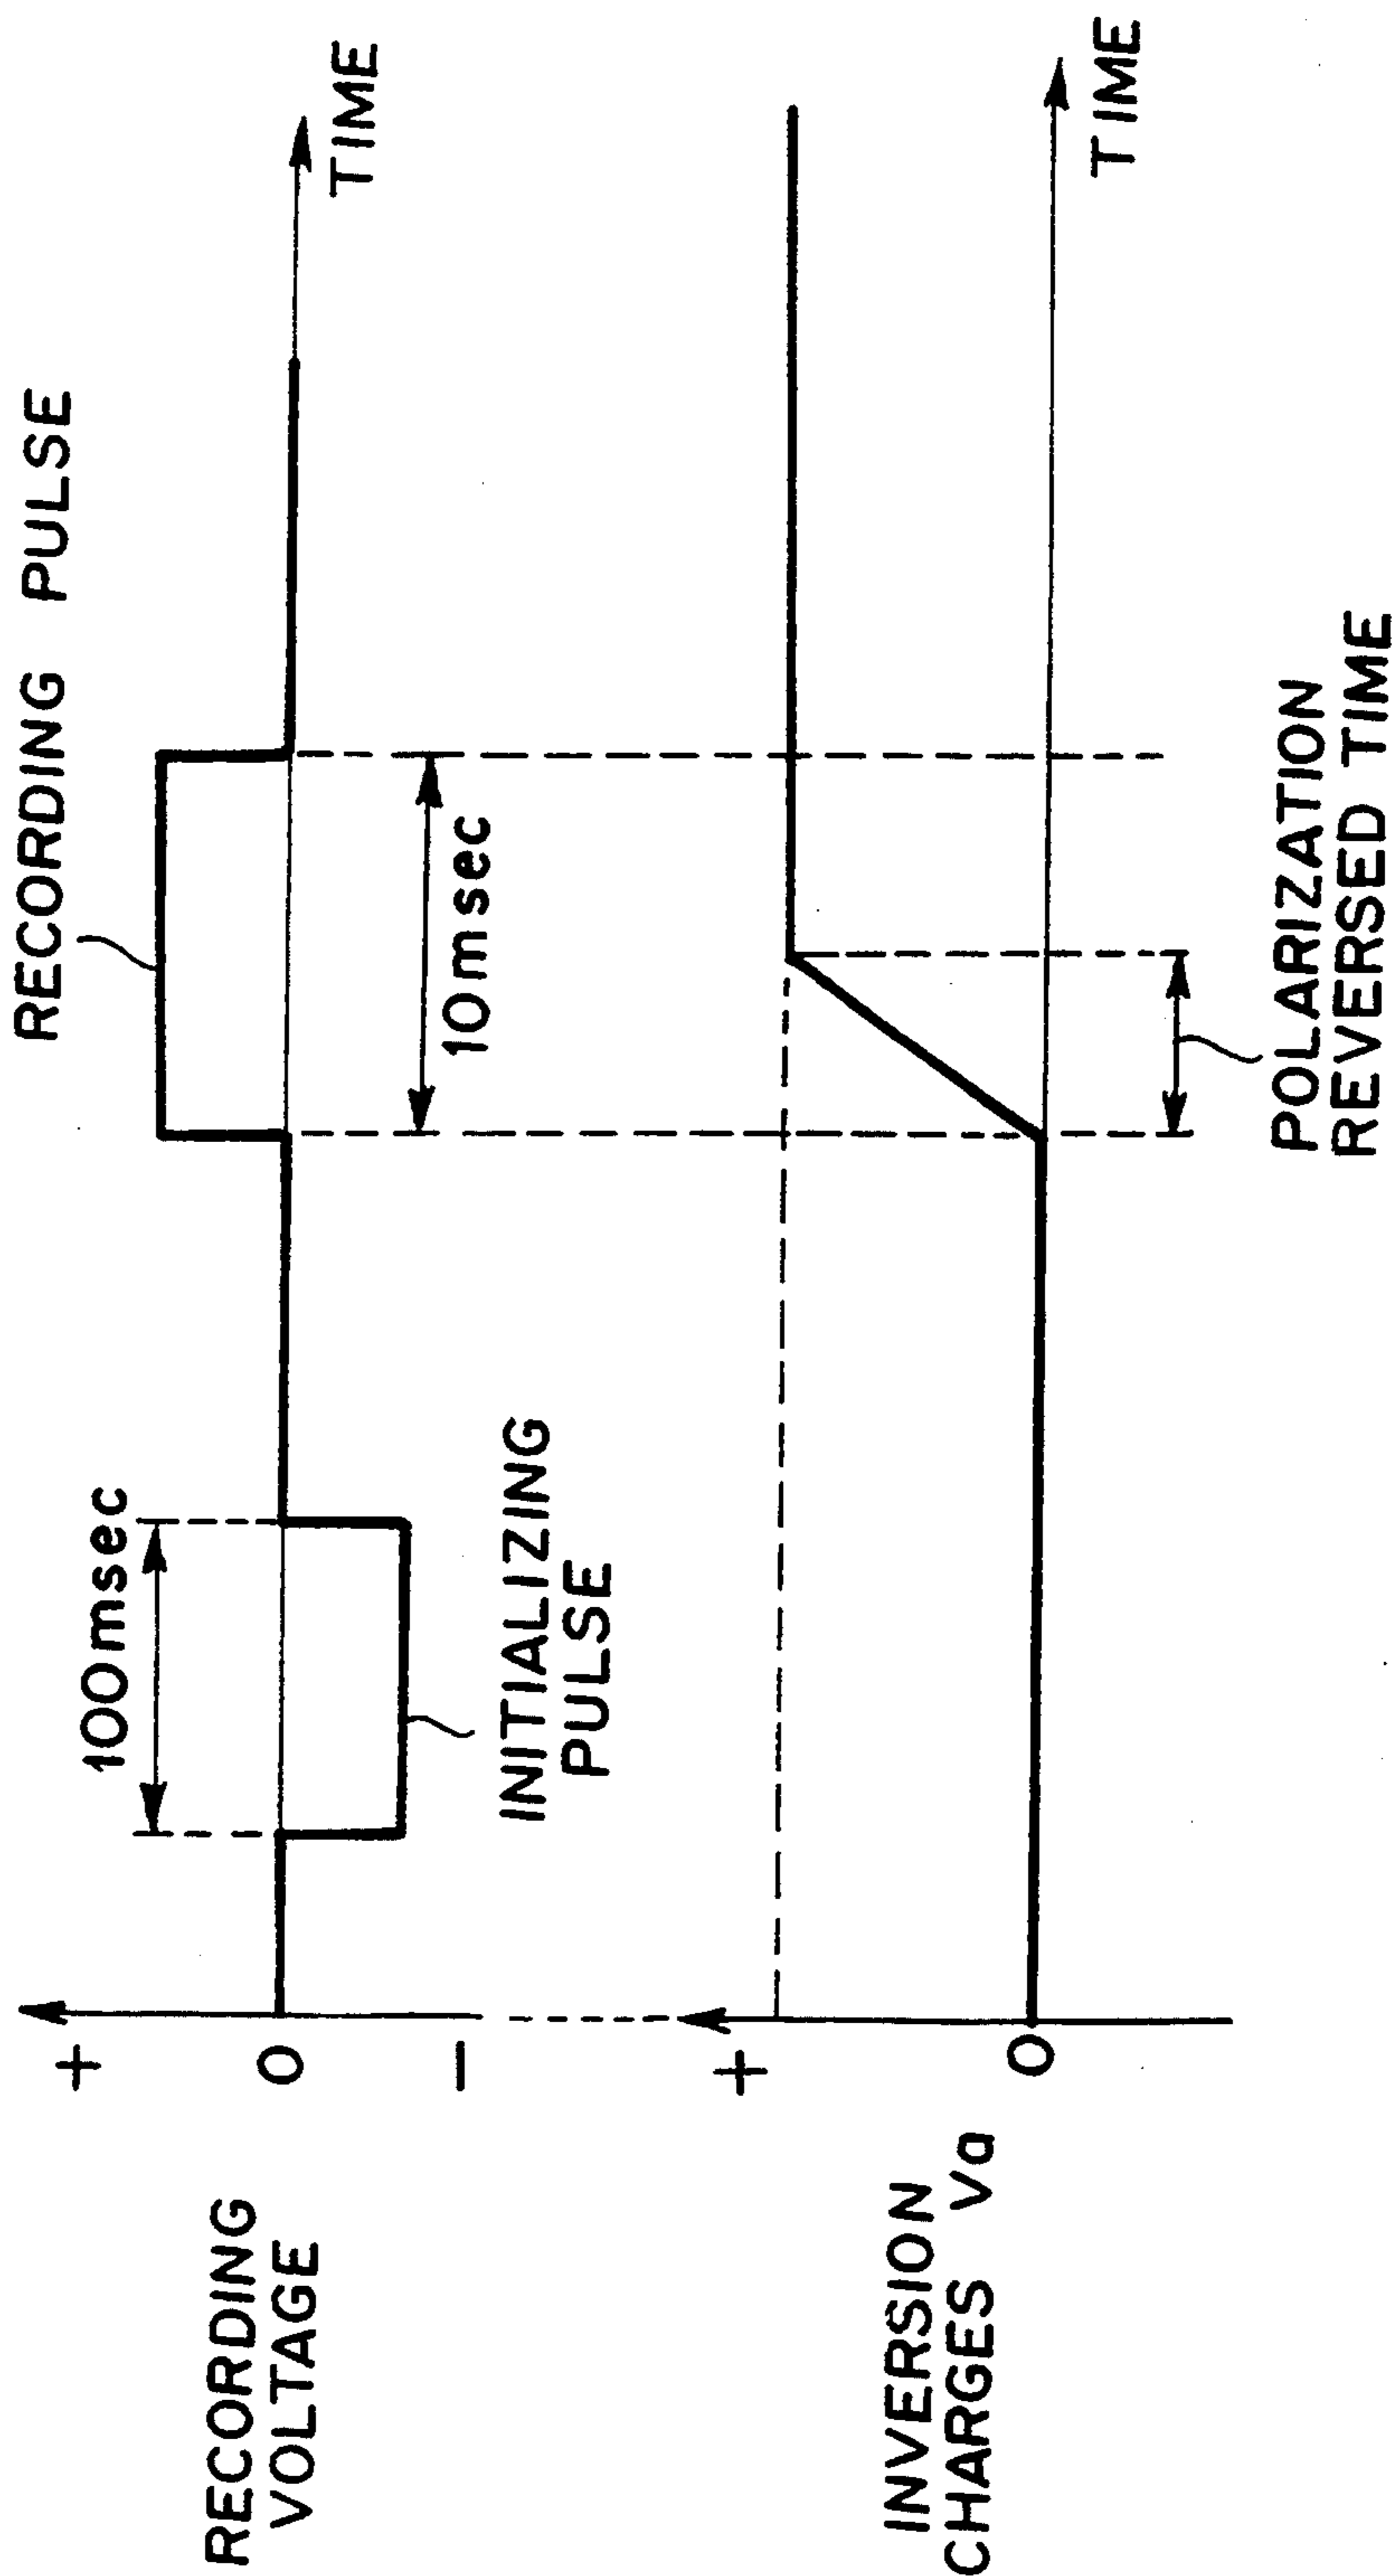 RECORDING PULSE
100msec
+
RECORDING
VOLTAGE
0
TIME
10msec
−
INITIALIZING
PULSE
+
INVERSION
CHARGES Va
0
TIME
POLARIZATION
REVERSED TIME